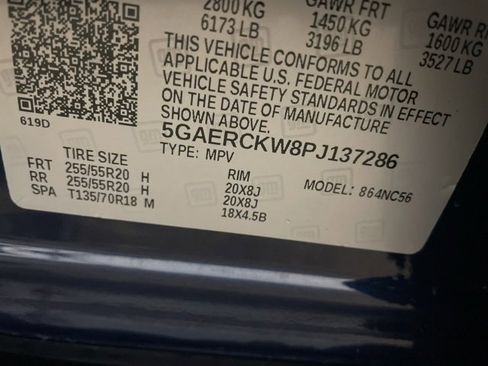 2800 KG
6173 LB
GAWR FRT
1450 KG
3196 LB
GAWR RR
1600 KG
3527 LB
THIS VEHICLE CONFORMS TO ALL
APPLICABLE U.S. FEDERAL MOTOR
VEHICLE SAFETY STANDARDS IN EFFECT
ON THE DATE OF MANUFACTURE
SHOWN ABOVE.
619D
5GAERCKW8PJ137286
TYPE: MPV
TIRE SIZE RIM
FRT 255/55R20 H 20X8J MODEL: 864NC56
RR 255/55R20 H 20X8J
SPA T135/70R18 M 18X4.5B